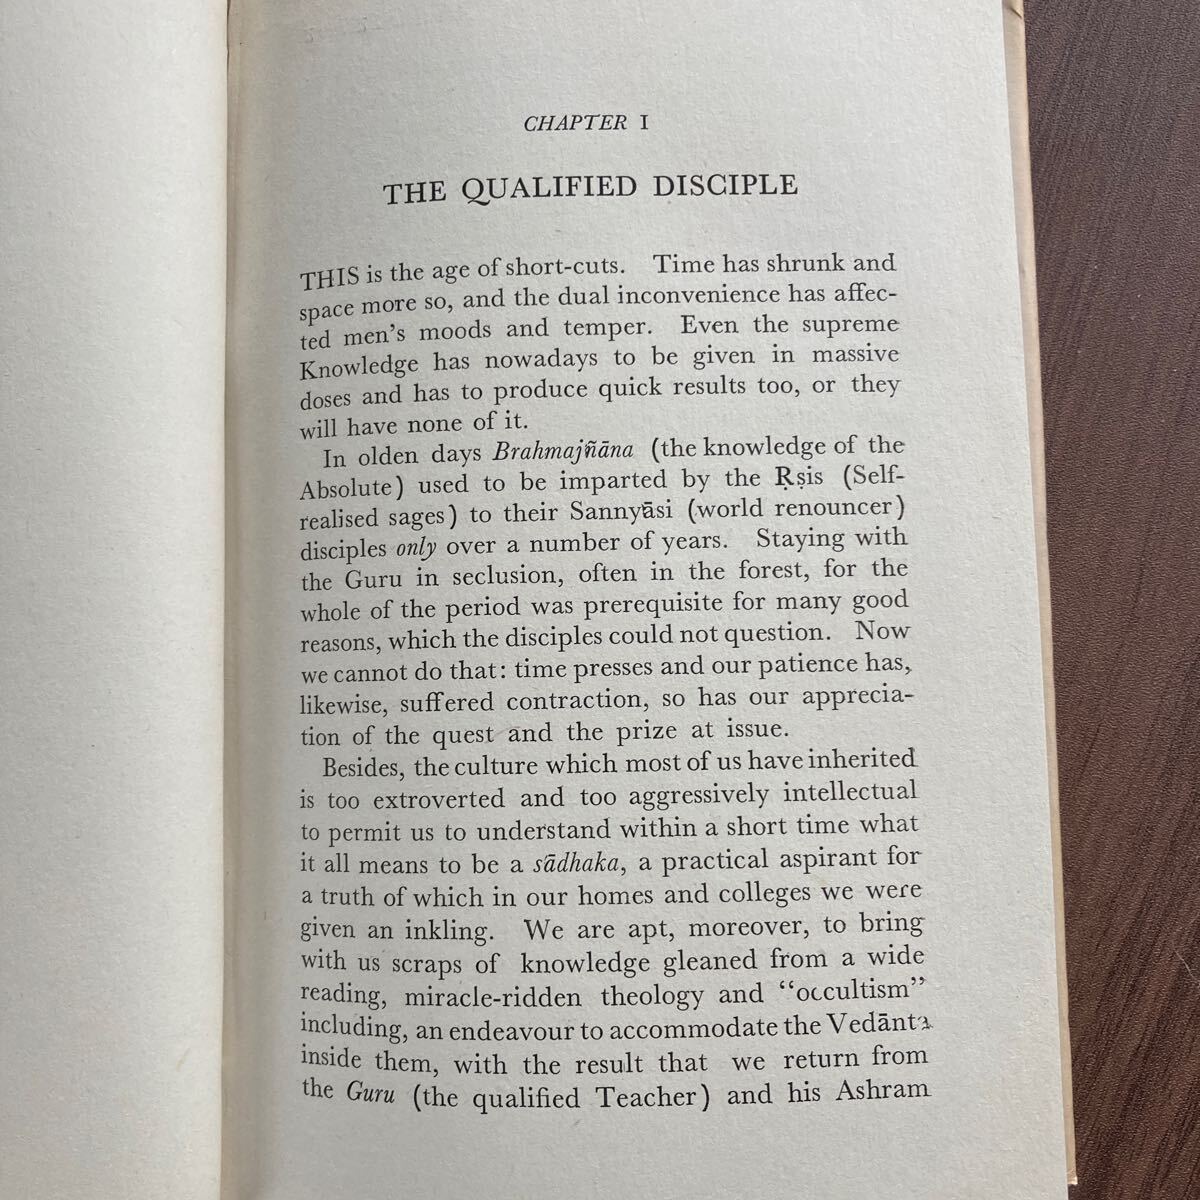 CHAPTER I
THE QUALIFIED DISCIPLE
THIS is the age of short-cuts. Time has shrunk and
space more so, and the dual inconvenience has affec-
ted men's moods and temper. Even the supreme
Knowledge has nowadays to be given in massive
doses and has to produce quick results too, or they
will have none of it.
In olden days Brahmajñāna (the knowledge of the
Absolute) used to be imparted by the Ṛṣis (Self-
realised sages) to their Sannyāsi (world renouncer)
disciples only over a number of years. Staying with
the Guru in seclusion, often in the forest, for the
whole of the period was prerequisite for many good
reasons, which the disciples could not question. Now
we cannot do that: time presses and our patience has,
likewise, suffered contraction, so has our apprecia-
tion of the quest and the prize at issue.
Besides, the culture which most of us have inherited
is too extroverted and too aggressively intellectual
to permit us to understand within a short time what
it all means to be a sādhaka, a practical aspirant for
a truth of which in our homes and colleges we were
given an inkling. We are apt, moreover, to bring
with us scraps of knowledge gleaned from a wide
reading, miracle-ridden theology and "occultism"
including, an endeavour to accommodate the Vedānta
inside them, with the result that we return from
the Guru (the qualified Teacher) and his Ashram